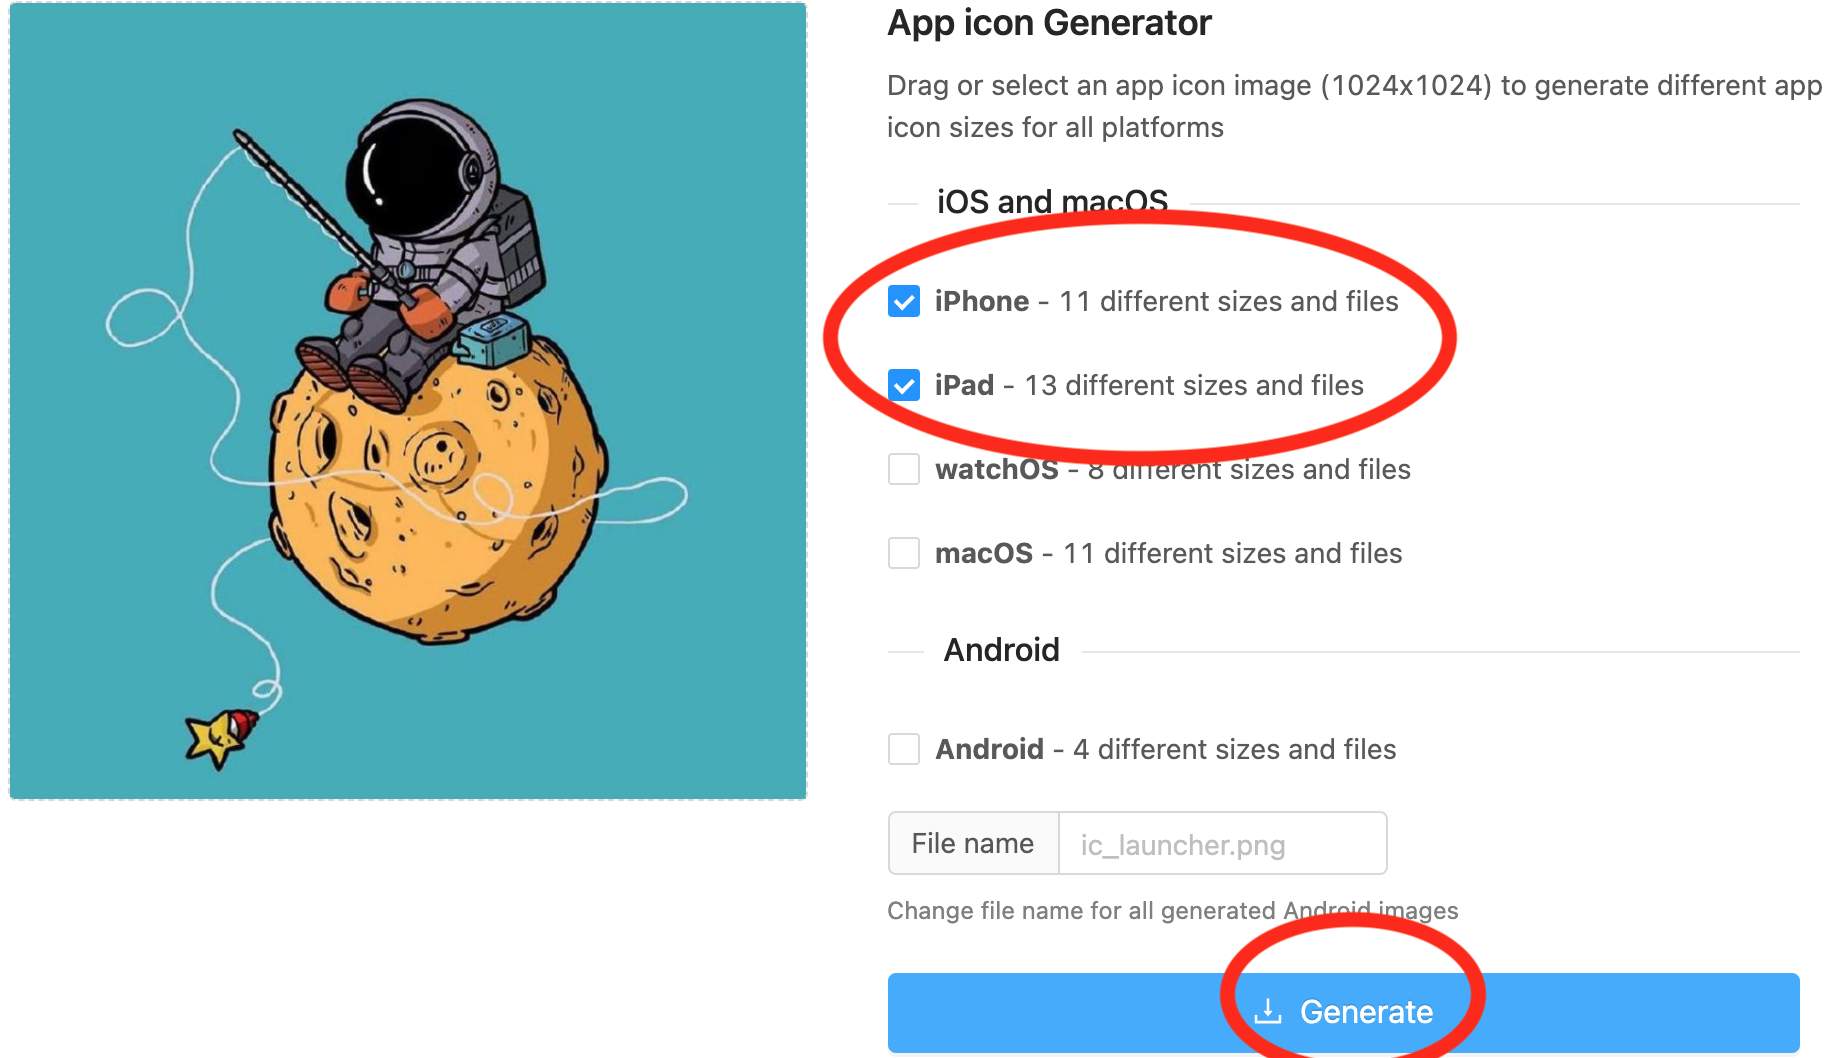 App icon Generator
Drag or select an app icon image (1024x1024) to generate different app
icon sizes for all platforms
iOS and macOS
iPhone - 11 different sizes and files
iPad - 13 different sizes and files
watchOS - 8 different sizes and files
macOS - 11 different sizes and files
Android
Android - 4 different sizes and files
File name
ic_launcher.png
Change file name for all generated Android images
Generate